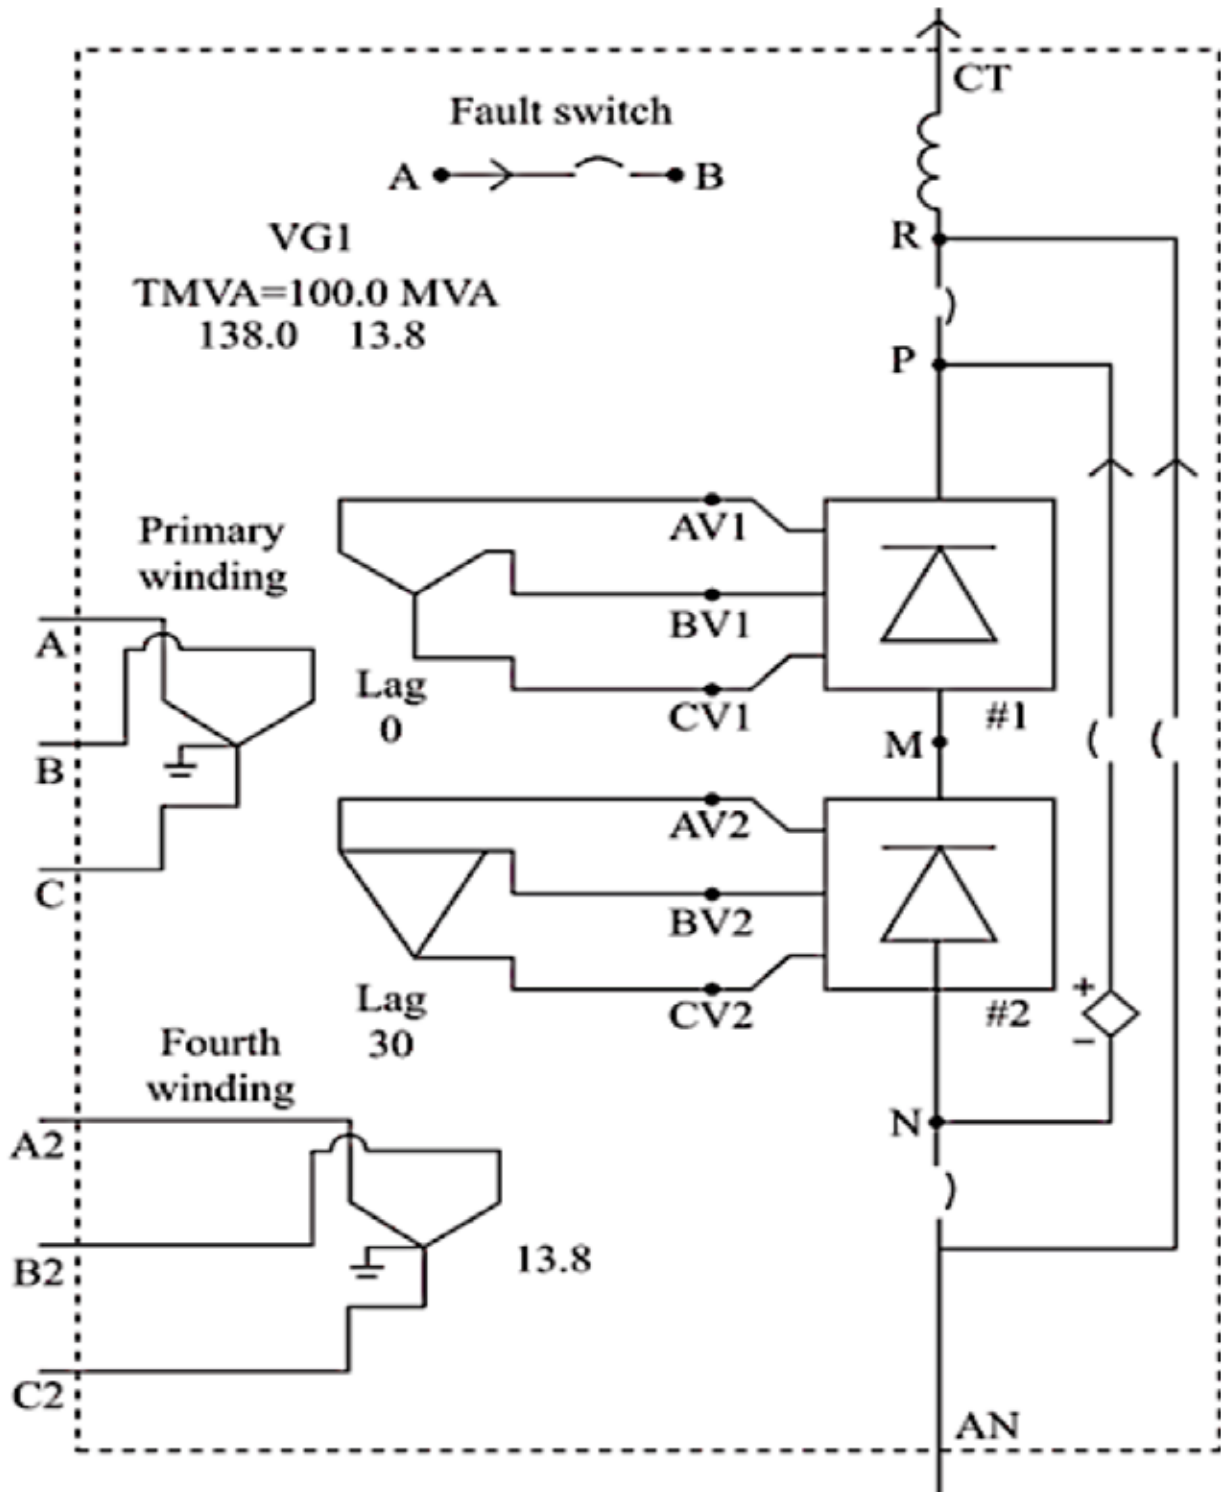 CT
Fault switch
A B
R
VG1
TMVA=100.0 MVA
138.0 13.8
P
AV1
Primary
winding
BV1
A
Lag
0
CV1
#1
M
B
AV2
C
BV2
Lag
30
CV2
#2
+
−
Fourth
winding
A2
N
B2
13.8
C2
AN